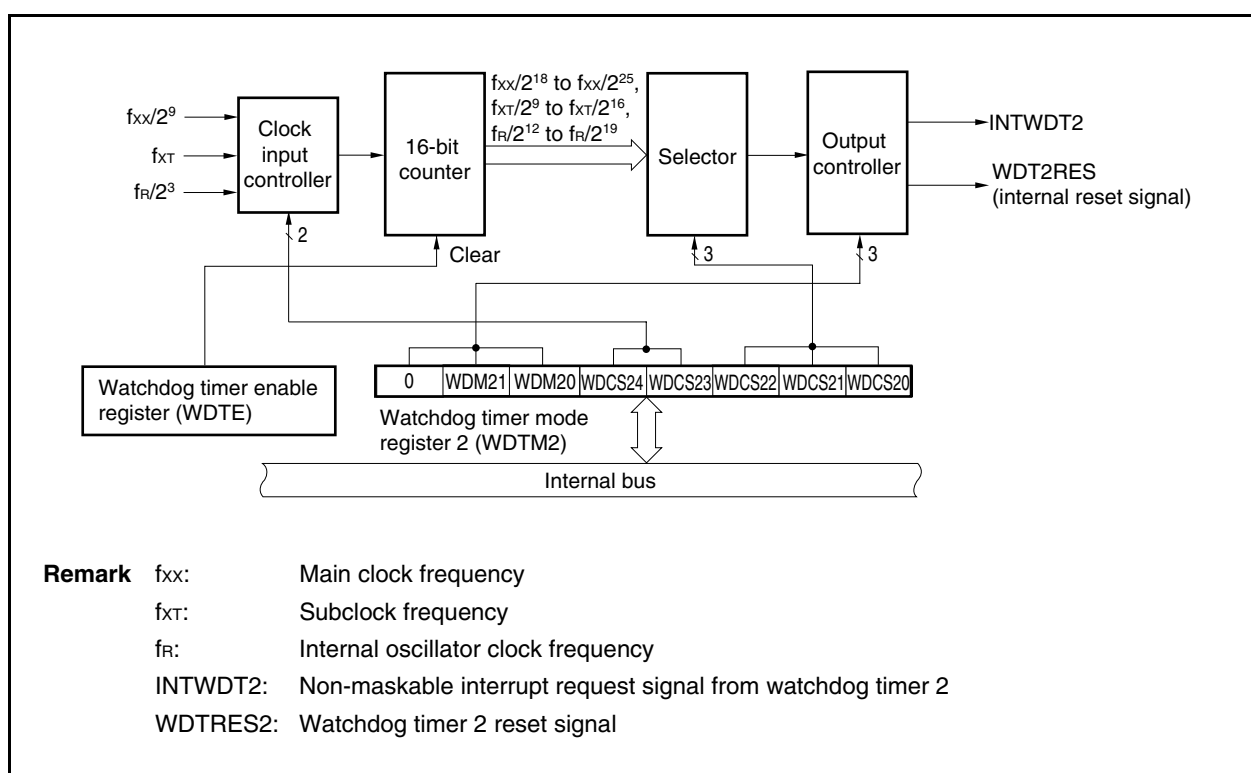 fXX/2^9
fXT
fR/2^3
Clock
input
controller
2
16-bit
counter
Clear
fXX/2^18 to fXX/2^25,
fXT/2^9 to fXT/2^16,
fR/2^12 to fR/2^19
Selector
3
Output
controller
3
INTWDT2
WDT2RES
(internal reset signal)
Watchdog timer enable
register (WDTE)
0 WDM21 WDM20 WDCS24 WDCS23 WDCS22 WDCS21 WDCS20
Watchdog timer mode
register 2 (WDTM2)
Internal bus
Remark fXX: Main clock frequency
fXT: Subclock frequency
fR: Internal oscillator clock frequency
INTWDT2: Non-maskable interrupt request signal from watchdog timer 2
WDTRES2: Watchdog timer 2 reset signal